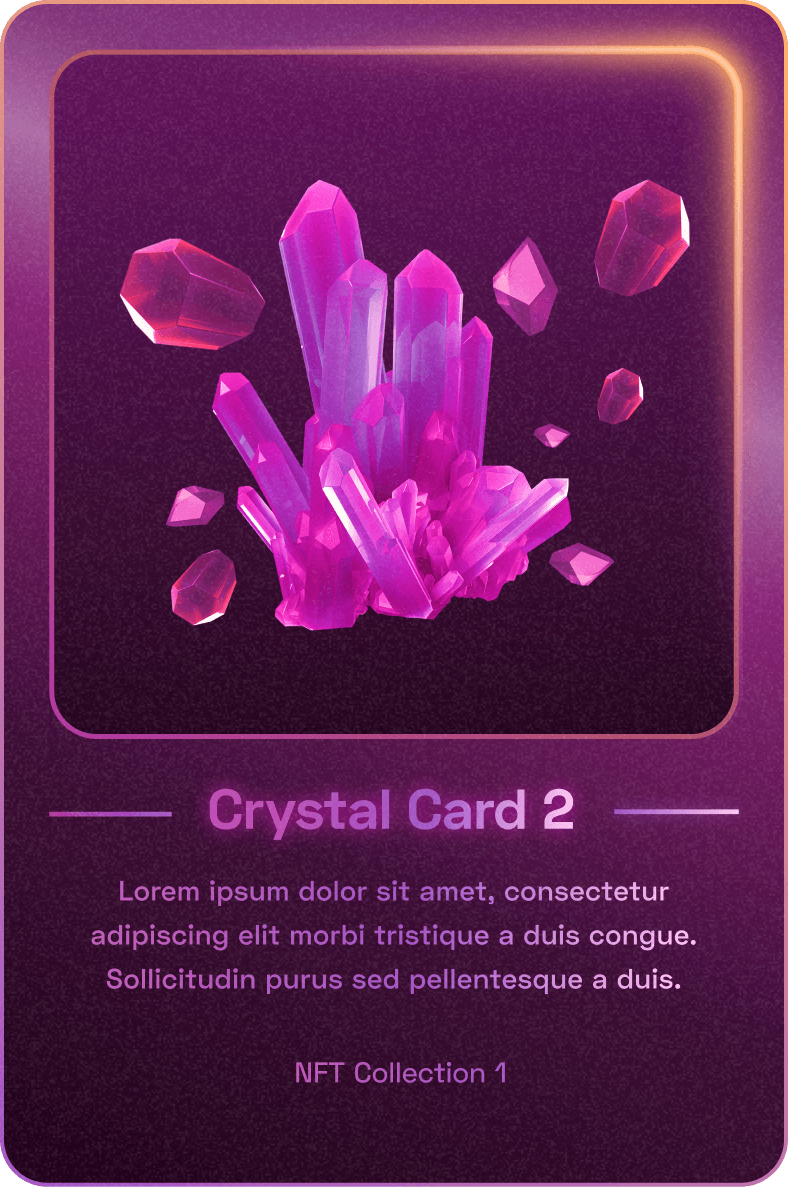 Crystal Card 2
Lorem ipsum dolor sit amet, consectetur
adipiscing elit morbi tristique a duis congue.
Sollicitudin purus sed pellentesque a duis.
NFT Collection 1